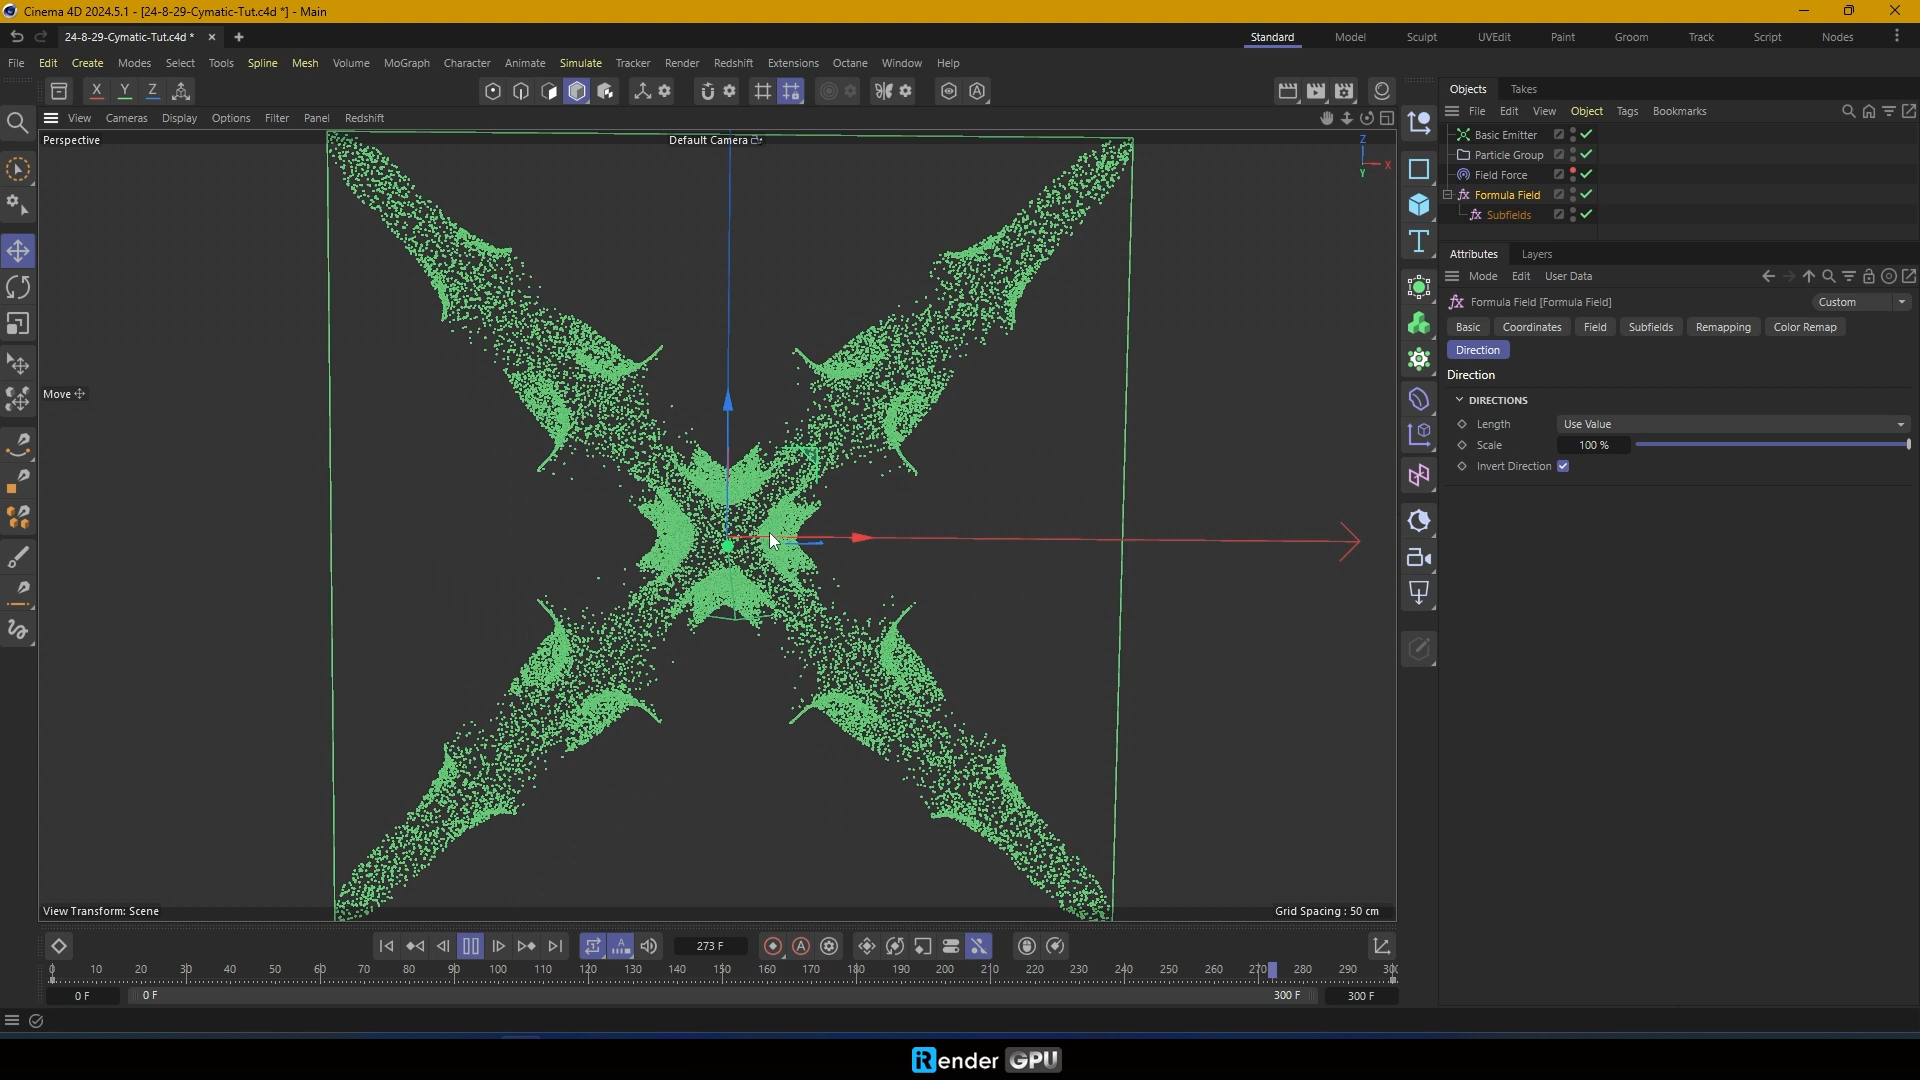 Cinema 4D 2024.5.1 - [24-8-29-Cymatic-Tut.c4d *] - Main
24-8-29-Cymatic-Tut.c4d *
Standard Model Sculpt UVEdit Paint Groom Track Script Nodes
File Edit Create Modes Select Tools Spline Mesh Volume MoGraph Character Animate Simulate Tracker Render Redshift Extensions Octane Window Help
X Y Z
View Cameras Display Options Filter Panel Redshift
Perspective
Default Camera
Z
X
Y
Move
View Transform: Scene
Grid Spacing : 50 cm
Objects Takes
File Edit View Object Tags Bookmarks
Basic Emitter
Particle Group
Field Force
Formula Field
Subfields
Attributes Layers
Mode Edit User Data
Formula Field [Formula Field]
Custom
Basic Coordinates Field Subfields Remapping Color Remap
Direction
Direction
DIRECTIONS
Length Use Value
Scale 100 %
Invert Direction
273 F
0 10 20 30 40 50 60 70 80 90 100 110 120 130 140 150 160 170 180 190 200 210 220 230 240 250 260 270 280 290 300
0 F 0 F 300 F 300 F
iRender GPU